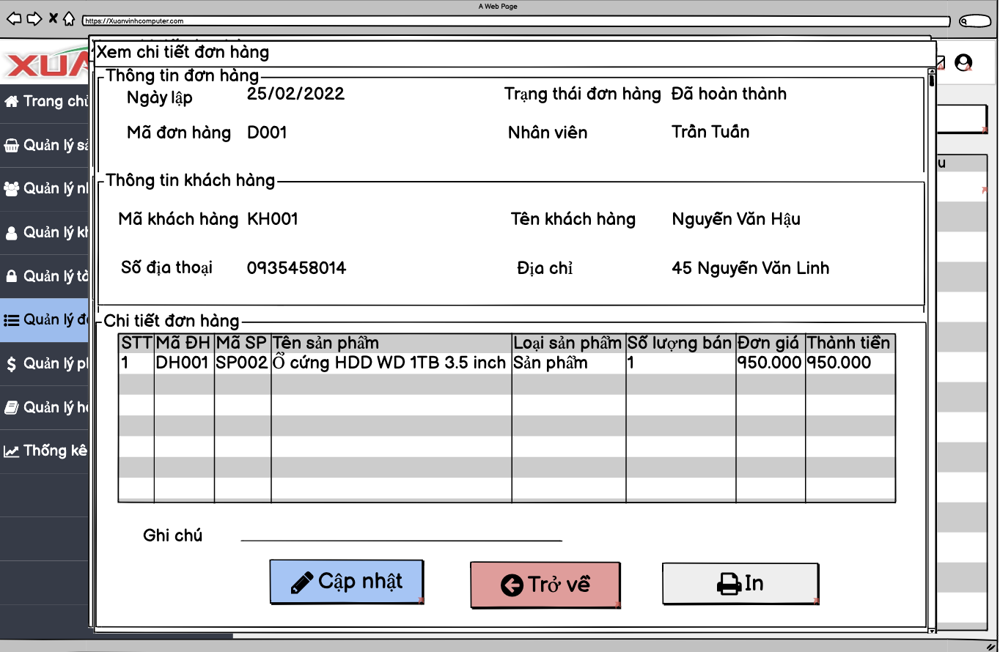 A Web Page
https://Xuanvinhcomputer.com
XUA
Xem chi tiết đơn hàng
Thông tin đơn hàng
Ngày lập 25/02/2022 Trạng thái đơn hàng Đã hoàn thành
Mã đơn hàng D001 Nhân viên Trần Tuấn
Thông tin khách hàng
Mã khách hàng KH001 Tên khách hàng Nguyễn Văn Hậu
Số địa thoại 0935458014 Địa chỉ 45 Nguyễn Văn Linh
Chi tiết đơn hàng
STT Mã ĐH Mã SP Tên sản phẩm Loại sản phẩm Số lượng bán Đơn giá Thành tiền
1 DH001 SP002 Ổ cứng HDD WD 1TB 3.5 inch Sản phẩm 1 950.000 950.000
Ghi chú
Cập nhật Trở về In
Trang chủ
Quản lý sả
Quản lý nh
Quản lý kh
Quản lý tà
Quản lý đơ
Quản lý ph
Quản lý hó
Thống kê
u